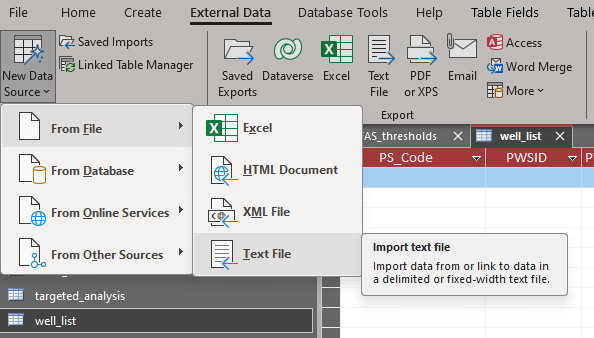 File
Home
Create
External Data
Database Tools
Help
Table Fields
Table
New Data
Source
Saved Imports
Linked Table Manager
Saved
Exports
Dataverse
Excel
Text
File
PDF
or XPS
Email
Access
Word Merge
More
Export
From File
From Database
From Online Services
From Other Sources
Excel
HTML Document
XML File
Text File
AS_thresholds
well_list
PS_Code
PWSID
Import text file
Import data from or link to data in
a delimited or fixed-width text file.
targeted_analysis
well_list